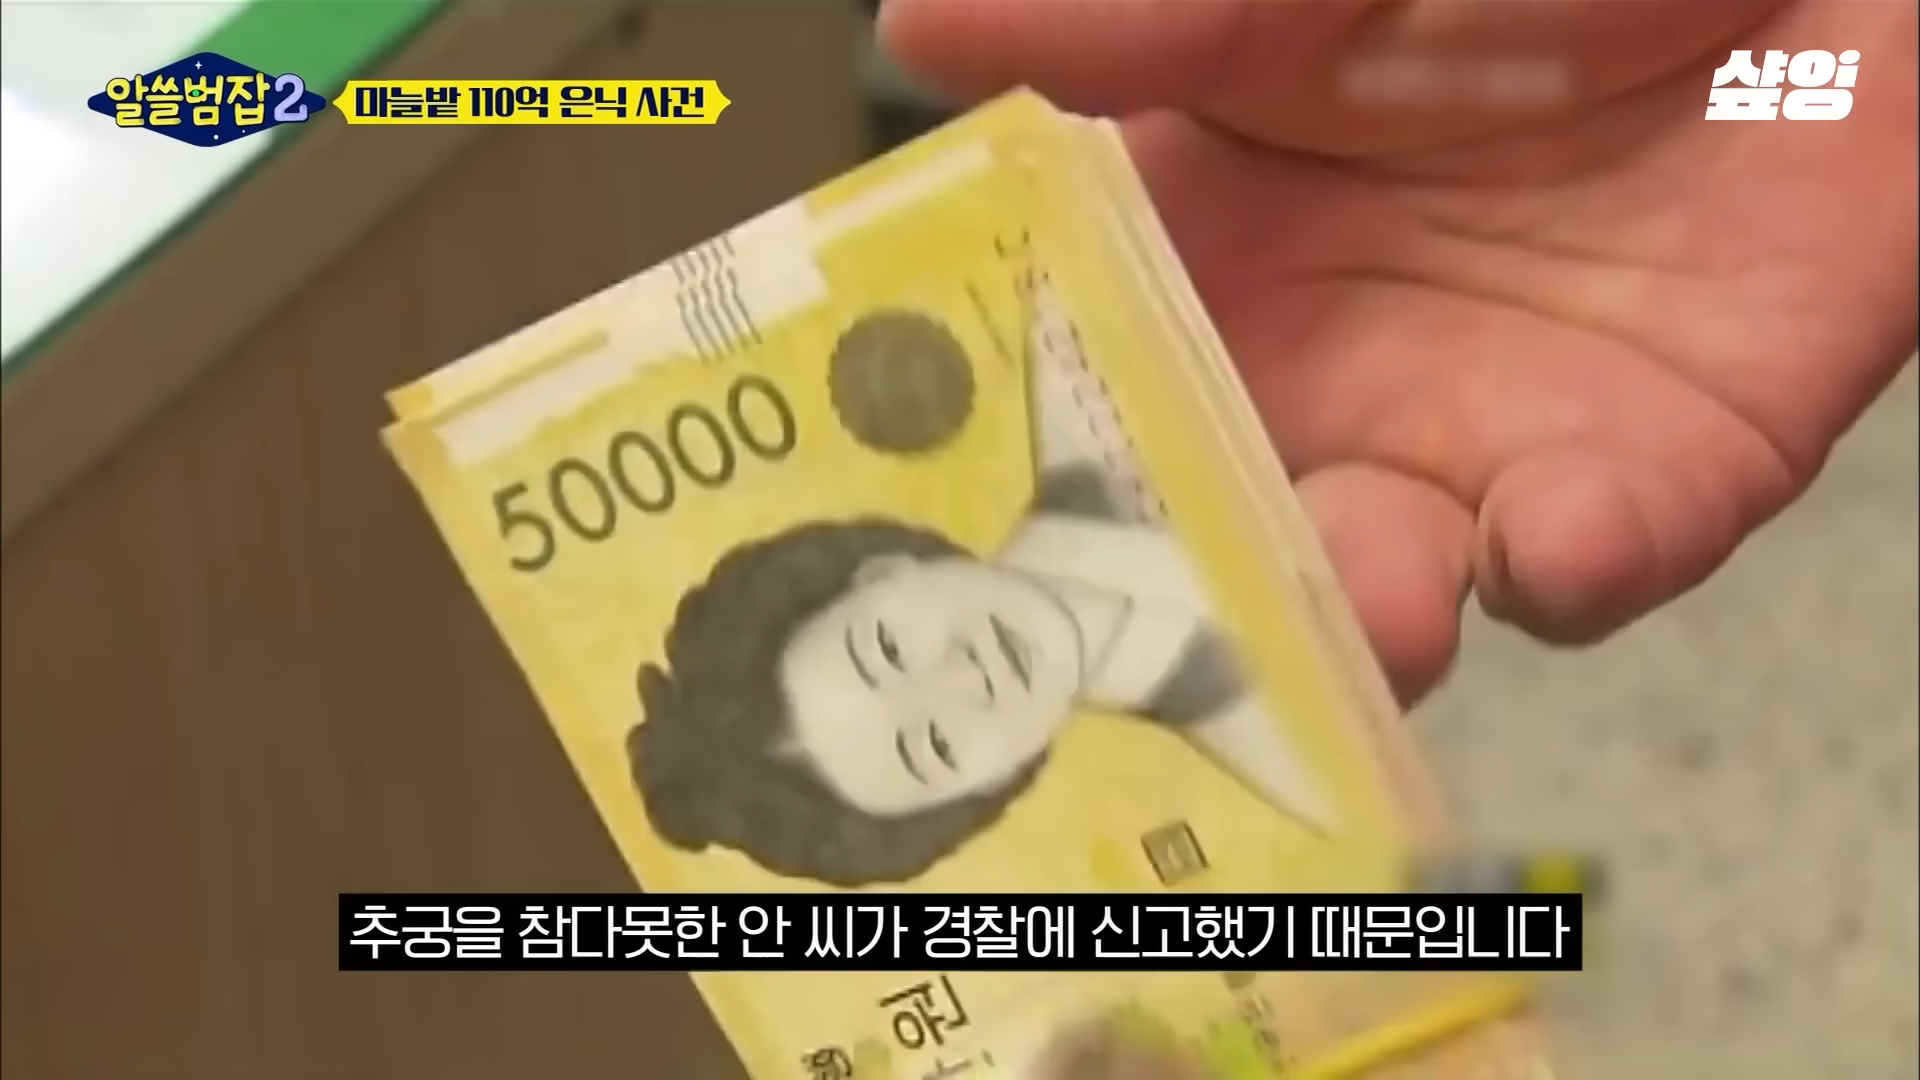 알쓸범잡2
마늘밭 110억 은닉 사건
샾잉
50000
추궁을 참다못한 안 씨가 경찰에 신고했기 때문입니다
원